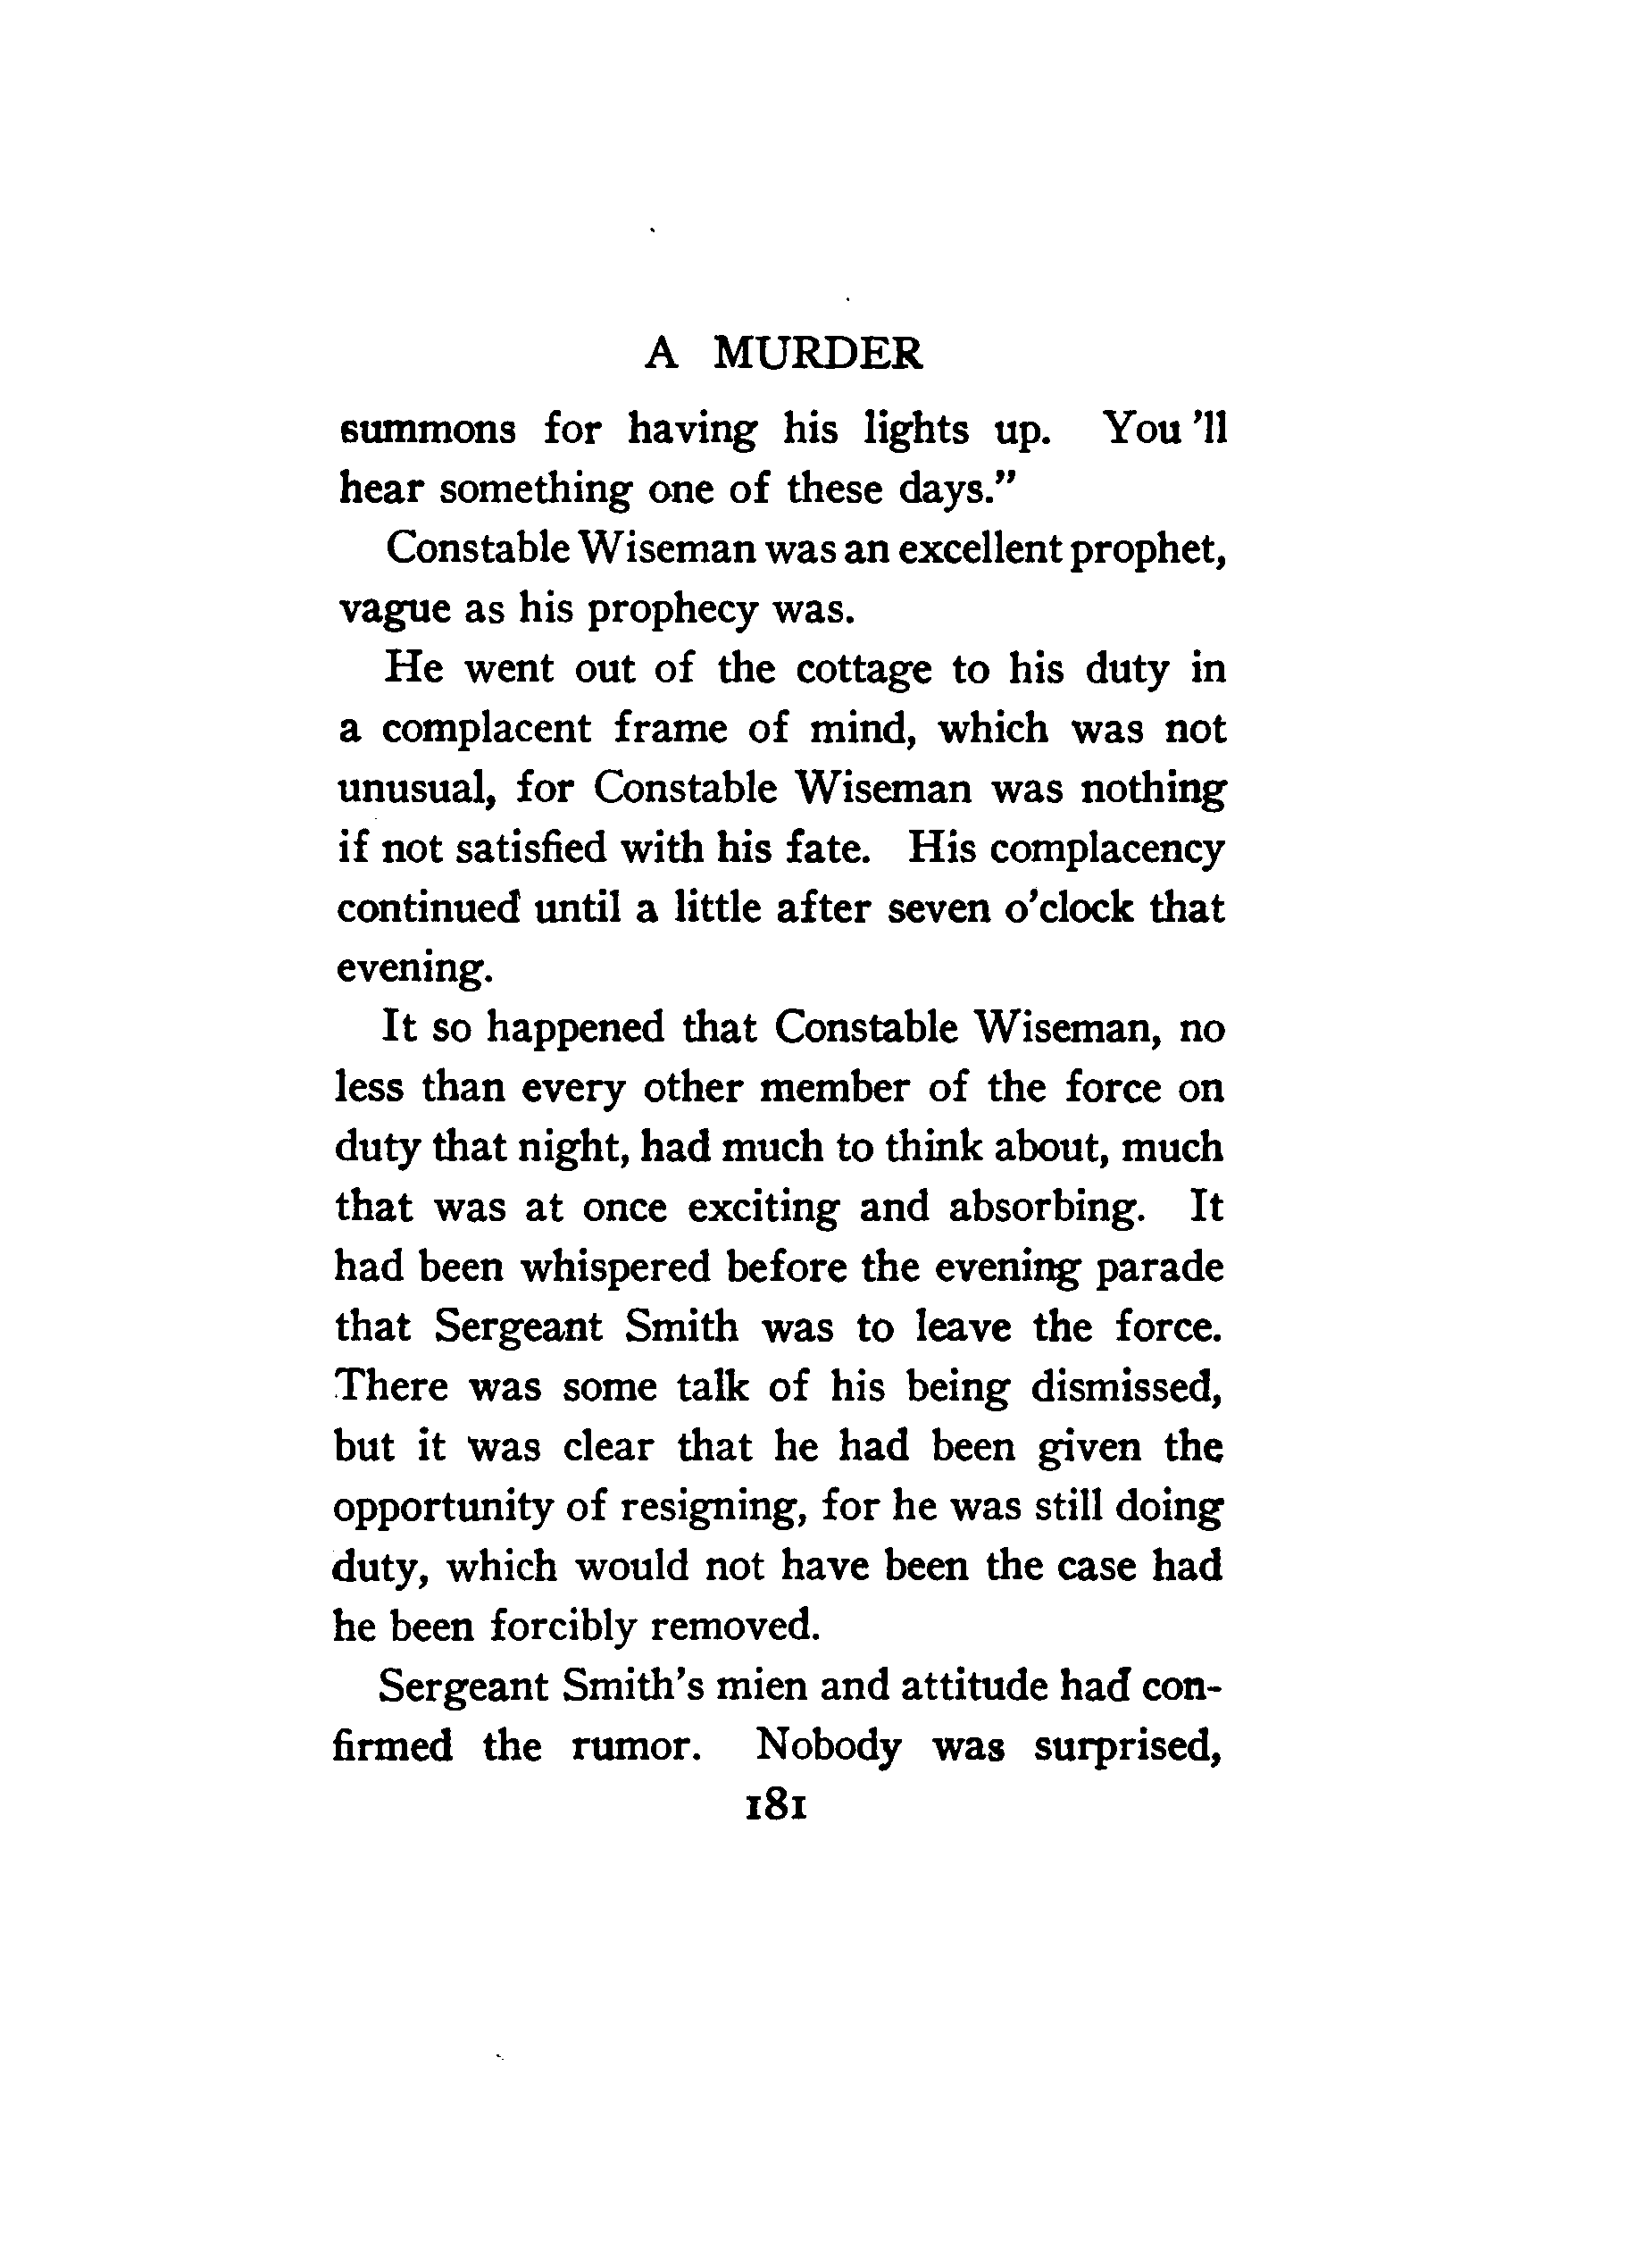 A MURDER
summons for having his lights up. You 'll
hear something one of these days."
Constable Wiseman was an excellent prophet,
vague as his prophecy was.
He went out of the cottage to his duty in
a complacent frame of mind, which was not
unusual, for Constable Wiseman was nothing
if not satisfied with his fate. His complacency
continued until a little after seven o'clock that
evening.
It so happened that Constable Wiseman, no
less than every other member of the force on
duty that night, had much to think about, much
that was at once exciting and absorbing. It
had been whispered before the evening parade
that Sergeant Smith was to leave the force.
There was some talk of his being dismissed,
but it was clear that he had been given the
opportunity of resigning, for he was still doing
duty, which would not have been the case had
he been forcibly removed.
Sergeant Smith's mien and attitude had con-
firmed the rumor. Nobody was surprised,
181